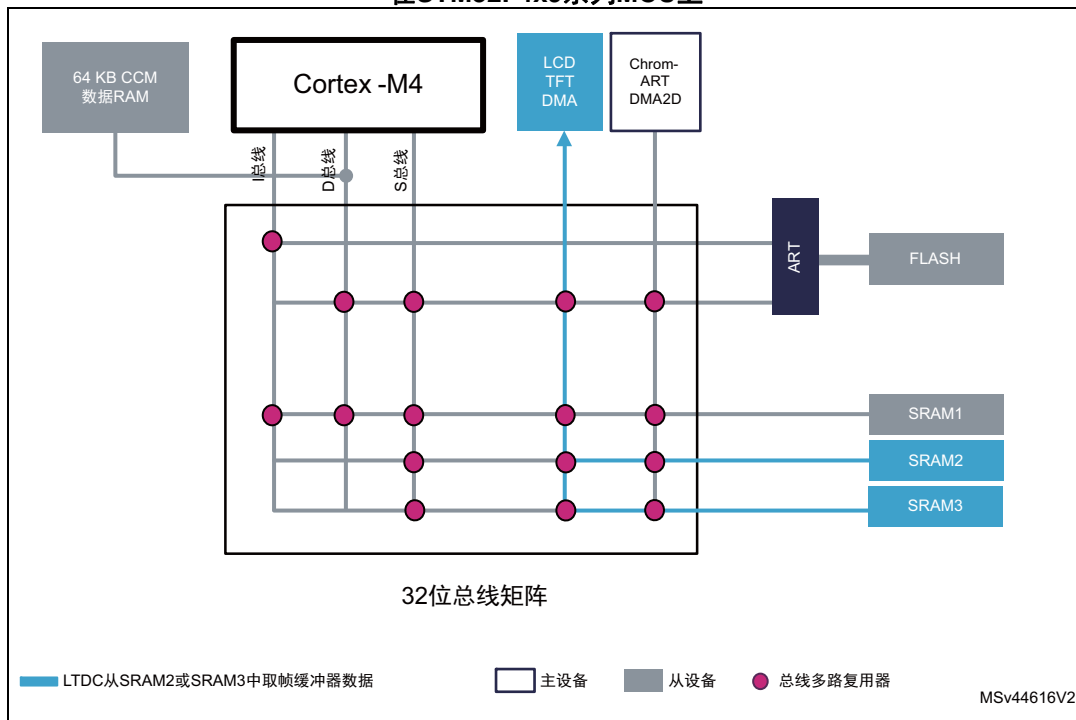 64 KB CCM
数据RAM
Cortex -M4
LCD
TFT
DMA
Chrom-
ART
DMA2D
I总线
D总线
S总线
ART
FLASH
SRAM1
SRAM2
SRAM3
32位总线矩阵
LTDC从SRAM2或SRAM3中取帧缓冲器数据
主设备
从设备
总线多路复用器
MSv44616V2